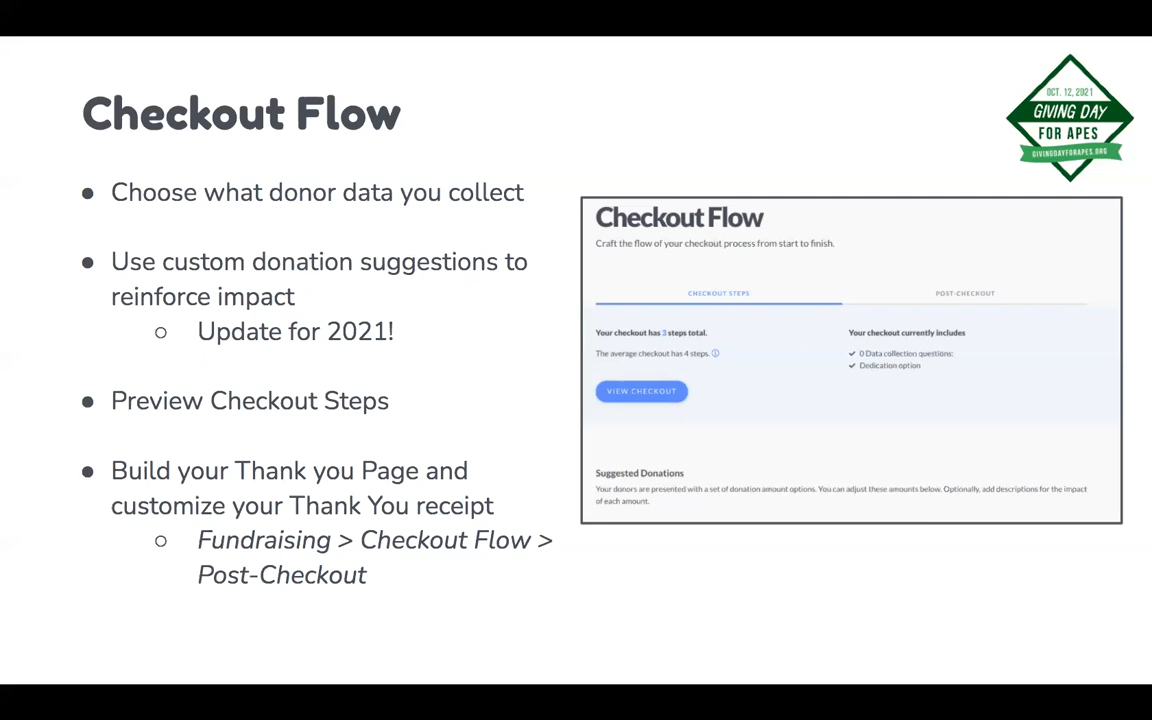 Checkout Flow
● Choose what donor data you collect
● Use custom donation suggestions to
reinforce impact
○ Update for 2021!
● Preview Checkout Steps
● Build your Thank you Page and
customize your Thank You receipt
○ Fundraising > Checkout Flow >
Post-Checkout
OCT. 12, 2021
GIVING DAY
FOR APES
GIVINGDAYFORAPES.ORG
Checkout Flow
Craft the flow of your checkout process from start to finish.
CHECKOUT STEPS
POST-CHECKOUT
Your checkout has 3 steps total.
The average checkout has 4 steps.
VIEW CHECKOUT
Your checkout currently includes
✓ 0 Data collection questions:
✓ Dedication option
Suggested Donations
Your donors are presented with a set of donation amount options. You can adjust these amounts below. Optionally, add descriptions for the impact
of each amount.